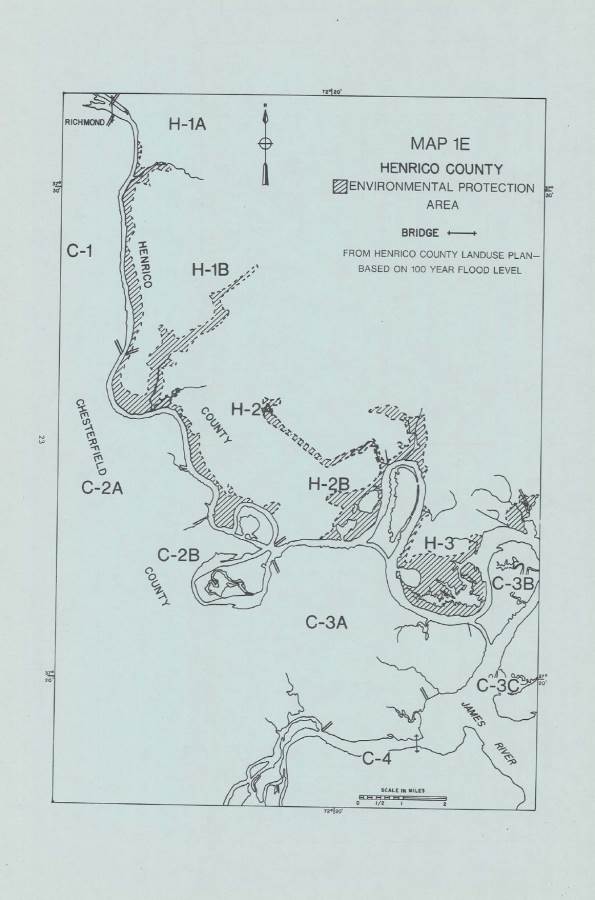 72°20'
RICHMOND
H-1A
N
MAP 1E
HENRICO COUNTY
ENVIRONMENTAL PROTECTION
AREA
BRIDGE
FROM HENRICO COUNTY LANDUSE PLAN—
BASED ON 100 YEAR FLOOD LEVEL
C-1
HENRICO
H-1B
CHESTERFIELD
COUNTY
H-2A
23
C-2A
H-2B
H-3
C-2B
C-3B
COUNTY
C-3A
C-3C
37°
20'
JAMES
RIVER
C-4
SCALE IN MILES
0 1/2 1 2
72°20'